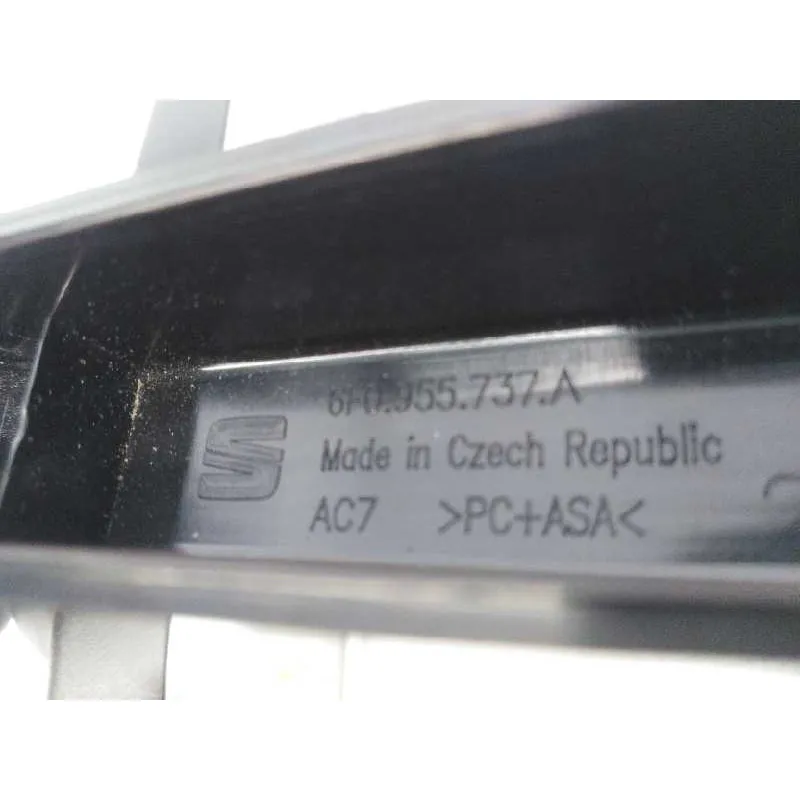 6F0.955.737.A
Made in Czech Republic
AC7 >PC+ASA<